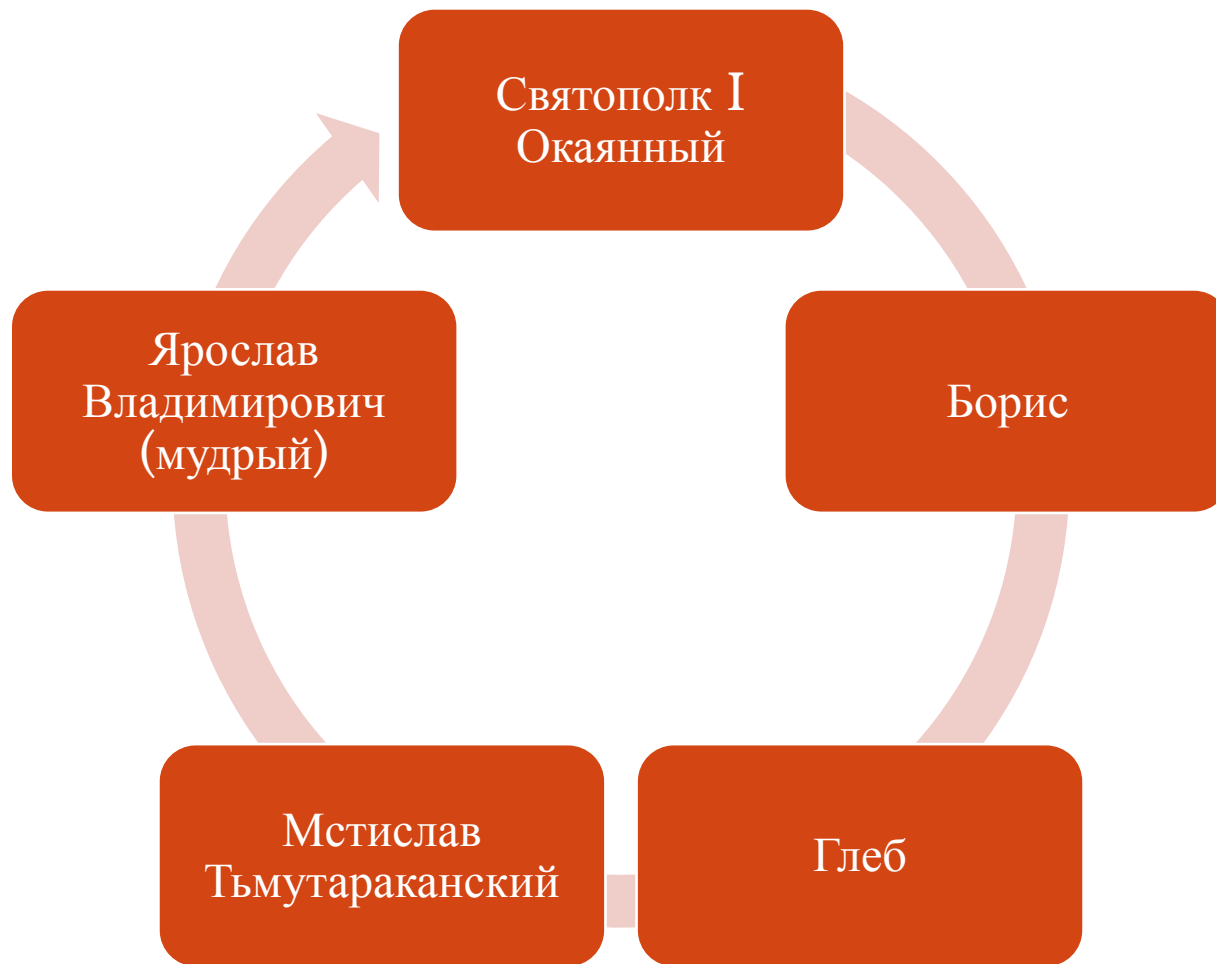 Святополк I
Окаянный
Борис
Глеб
Мстислав
Тьмутараканский
Ярослав
Владимирович
(мудрый)